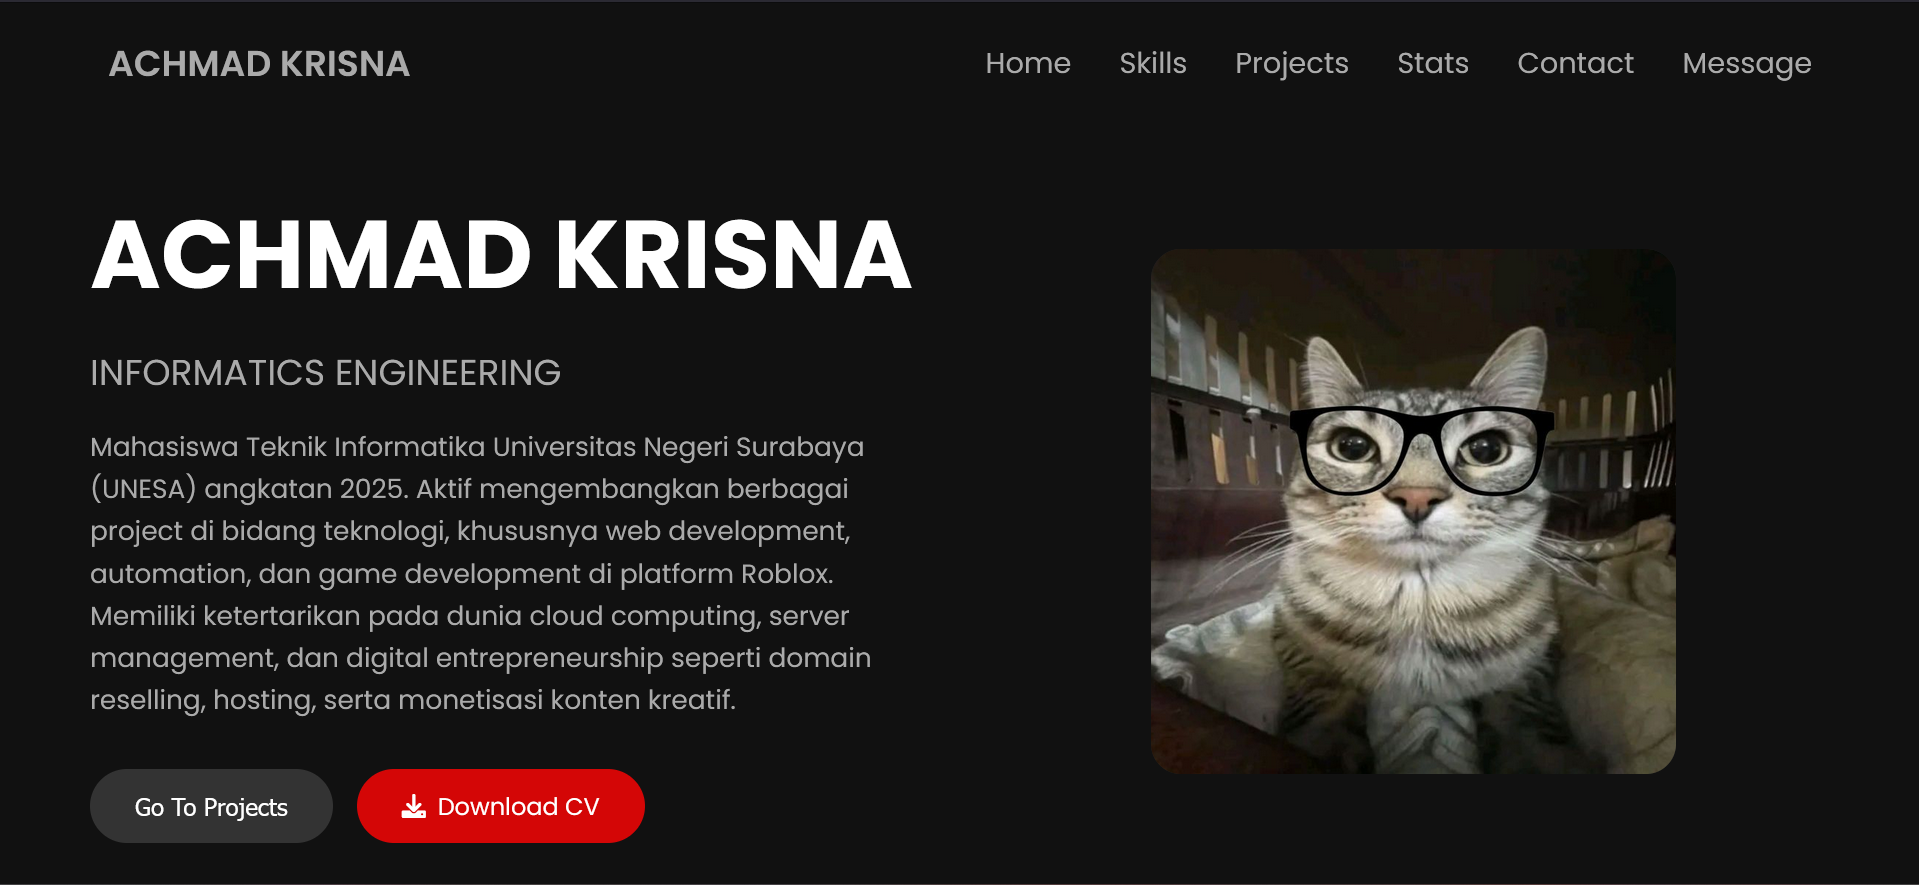 ACHMAD KRISNA
Home Skills Projects Stats Contact Message
ACHMAD KRISNA
INFORMATICS ENGINEERING
Mahasiswa Teknik Informatika Universitas Negeri Surabaya
(UNESA) angkatan 2025. Aktif mengembangkan berbagai
project di bidang teknologi, khususnya web development,
automation, dan game development di platform Roblox.
Memiliki ketertarikan pada dunia cloud computing, server
management, dan digital entrepreneurship seperti domain
reselling, hosting, serta monetisasi konten kreatif.
Go To Projects
Download CV